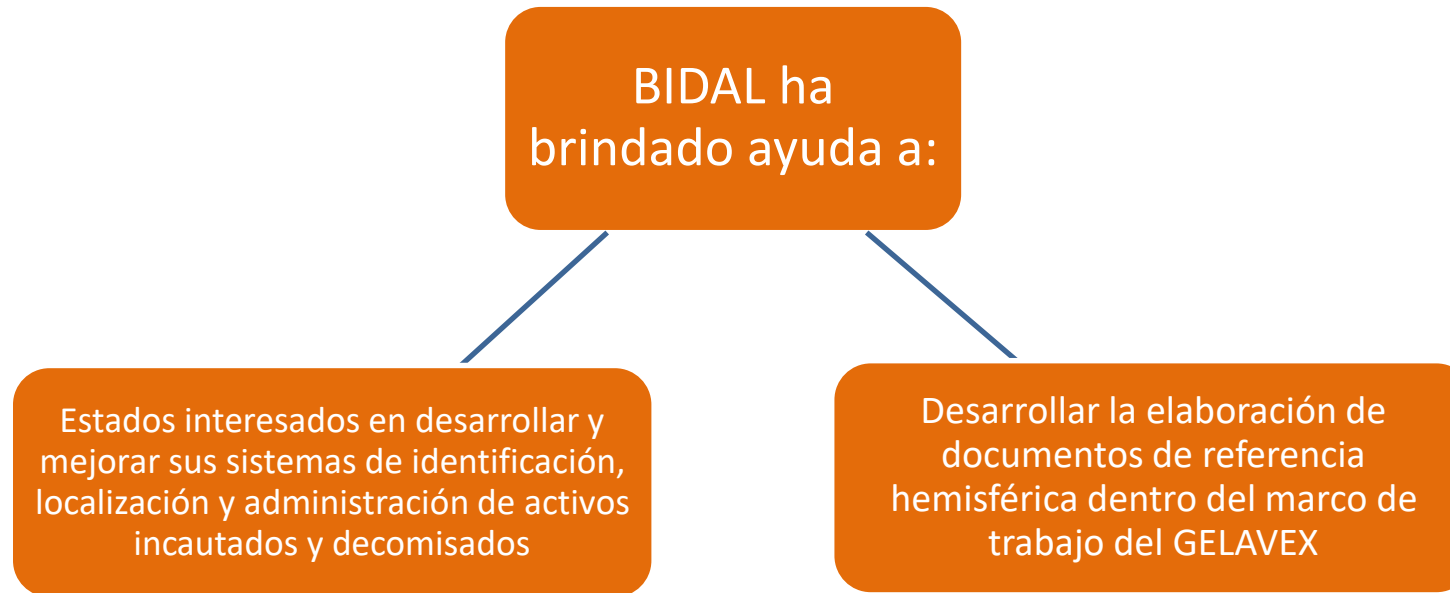 BIDAL ha
brindado ayuda a:
Estados interesados en desarrollar y
mejorar sus sistemas de identificación,
localización y administración de activos
incautados y decomisados
Desarrollar la elaboración de
documentos de referencia
hemisférica dentro del marco de
trabajo del GELAVEX